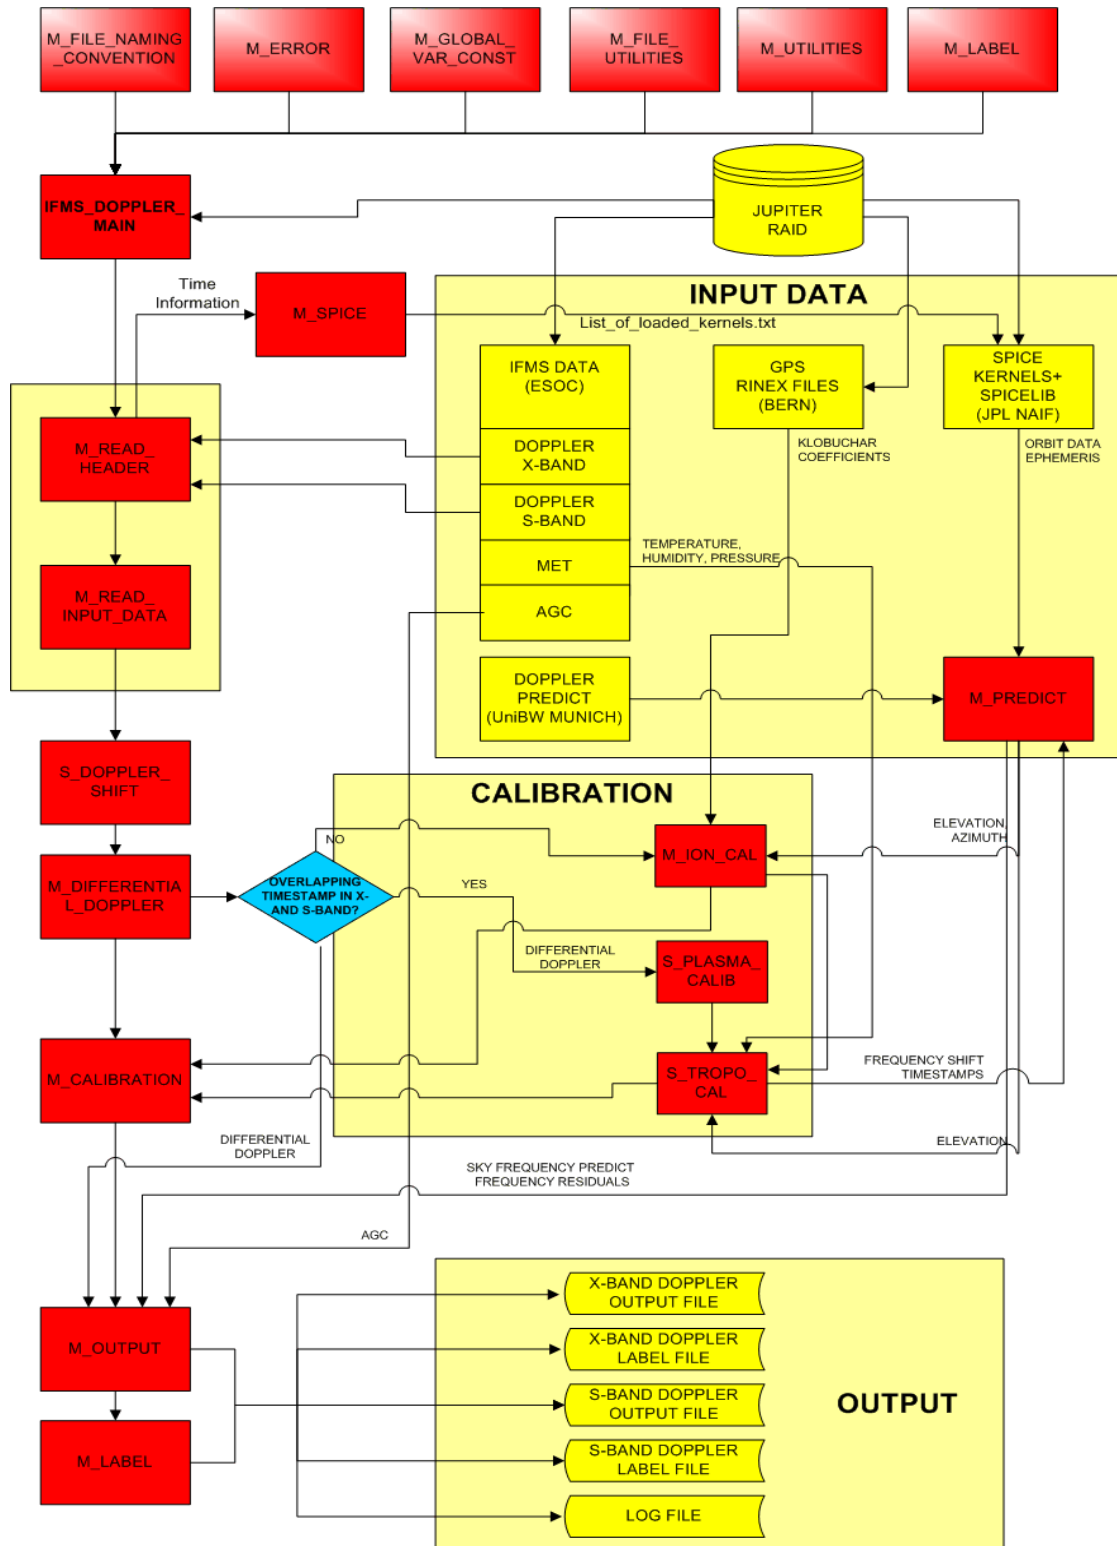 M_FILE_NAMING
_CONVENTION
M_ERROR
M_GLOBAL_
VAR_CONST
M_FILE_
UTILITIES
M_UTILITIES
M_LABEL
IFMS_DOPPLER_
MAIN
JUPITER
RAID
Time
Information
M_SPICE
INPUT DATA
List_of_loaded_kernels.txt
IFMS DATA
(ESOC)
GPS
RINEX FILES
(BERN)
SPICE
KERNELS+
SPICELIB
(JPL NAIF)
M_READ_
HEADER
DOPPLER
X-BAND
KLOBUCHAR
COEFFICIENTS
ORBIT DATA
EPHEMERIS
DOPPLER
S-BAND
TEMPERATURE,
HUMIDITY, PRESSURE
MET
M_READ_
INPUT_DATA
AGC
DOPPLER
PREDICT
(UniBW MUNICH)
M_PREDICT
S_DOPPLER_
SHIFT
CALIBRATION
NO
M_ION_CAL
ELEVATION,
AZIMUTH
M_DIFFERENTIA
L_DOPPLER
OVERLAPPING
TIMESTAMP IN X-
AND S-BAND?
YES
DIFFERENTIAL
DOPPLER
S_PLASMA_
CALIB
M_CALIBRATION
S_TROPO_
CAL
FREQUENCY SHIFT
TIMESTAMPS
DIFFERENTIAL
DOPPLER
ELEVATION
SKY FREQUENCY PREDICT
FREQUENCY RESIDUALS
AGC
X-BAND DOPPLER
OUTPUT FILE
M_OUTPUT
X-BAND DOPPLER
LABEL FILE
S-BAND DOPPLER
OUTPUT FILE
OUTPUT
M_LABEL
S-BAND DOPPLER
LABEL FILE
LOG FILE